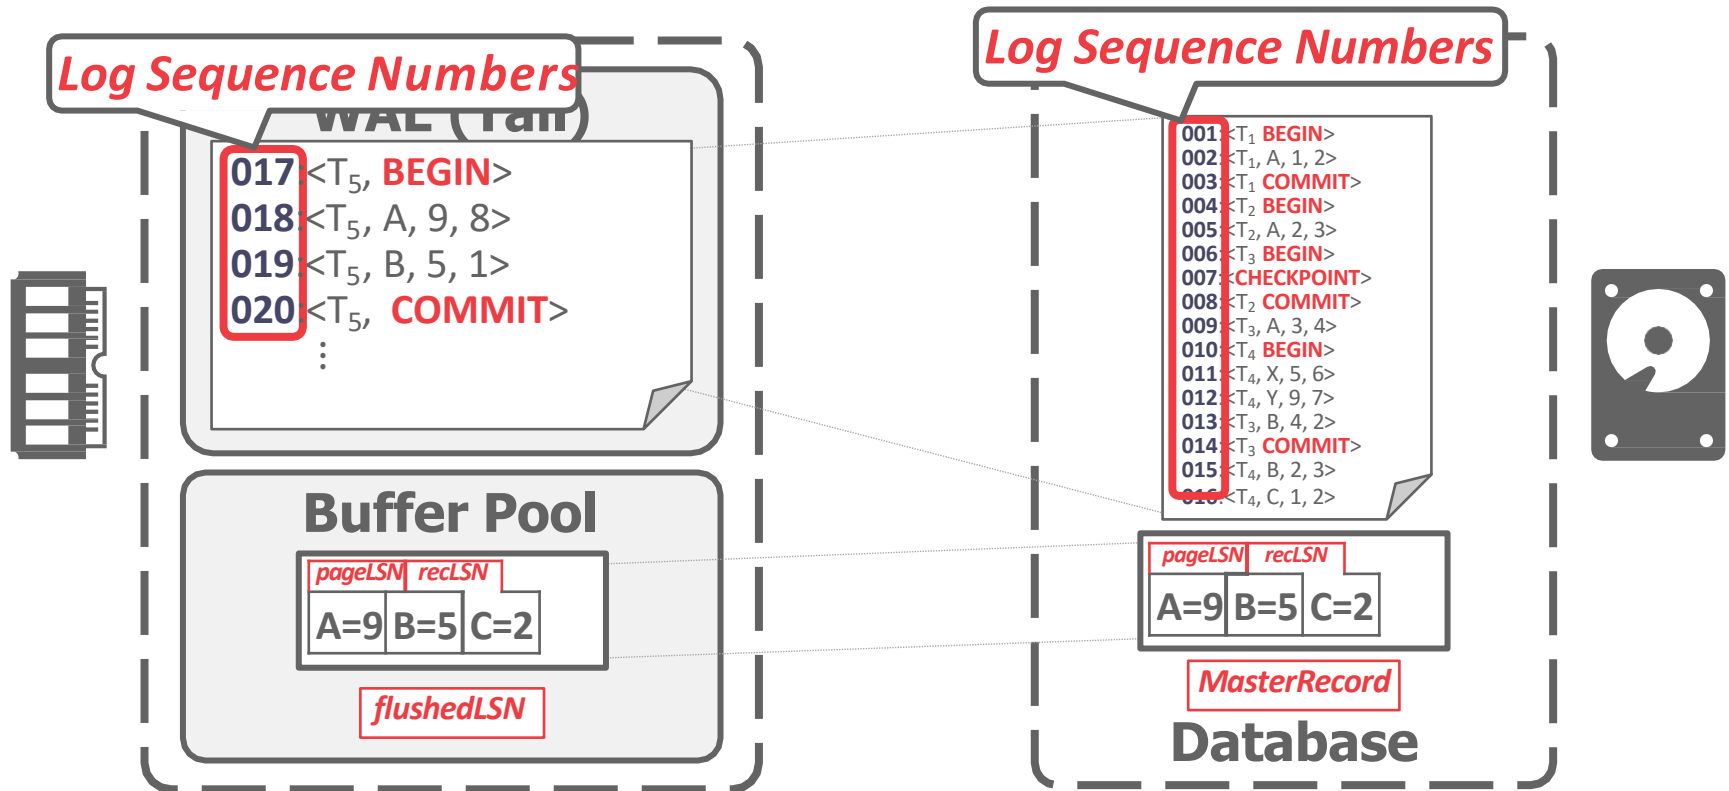 Log Sequence Numbers
WAL (Tail)
017:<T5, BEGIN>
018:<T5, A, 9, 8>
019:<T5, B, 5, 1>
020:<T5, COMMIT>
⋮
Buffer Pool
pageLSN recLSN
A=9 B=5 C=2
flushedLSN
Log Sequence Numbers
001:<T1 BEGIN>
002:<T1, A, 1, 2>
003:<T1 COMMIT>
004:<T2 BEGIN>
005:<T2, A, 2, 3>
006:<T3 BEGIN>
007:<CHECKPOINT>
008:<T2 COMMIT>
009:<T3, A, 3, 4>
010:<T4 BEGIN>
011:<T4, X, 5, 6>
012:<T4, Y, 9, 7>
013:<T3, B, 4, 2>
014:<T3 COMMIT>
015:<T4, B, 2, 3>
016:<T4, C, 1, 2>
pageLSN recLSN
A=9 B=5 C=2
MasterRecord
Database